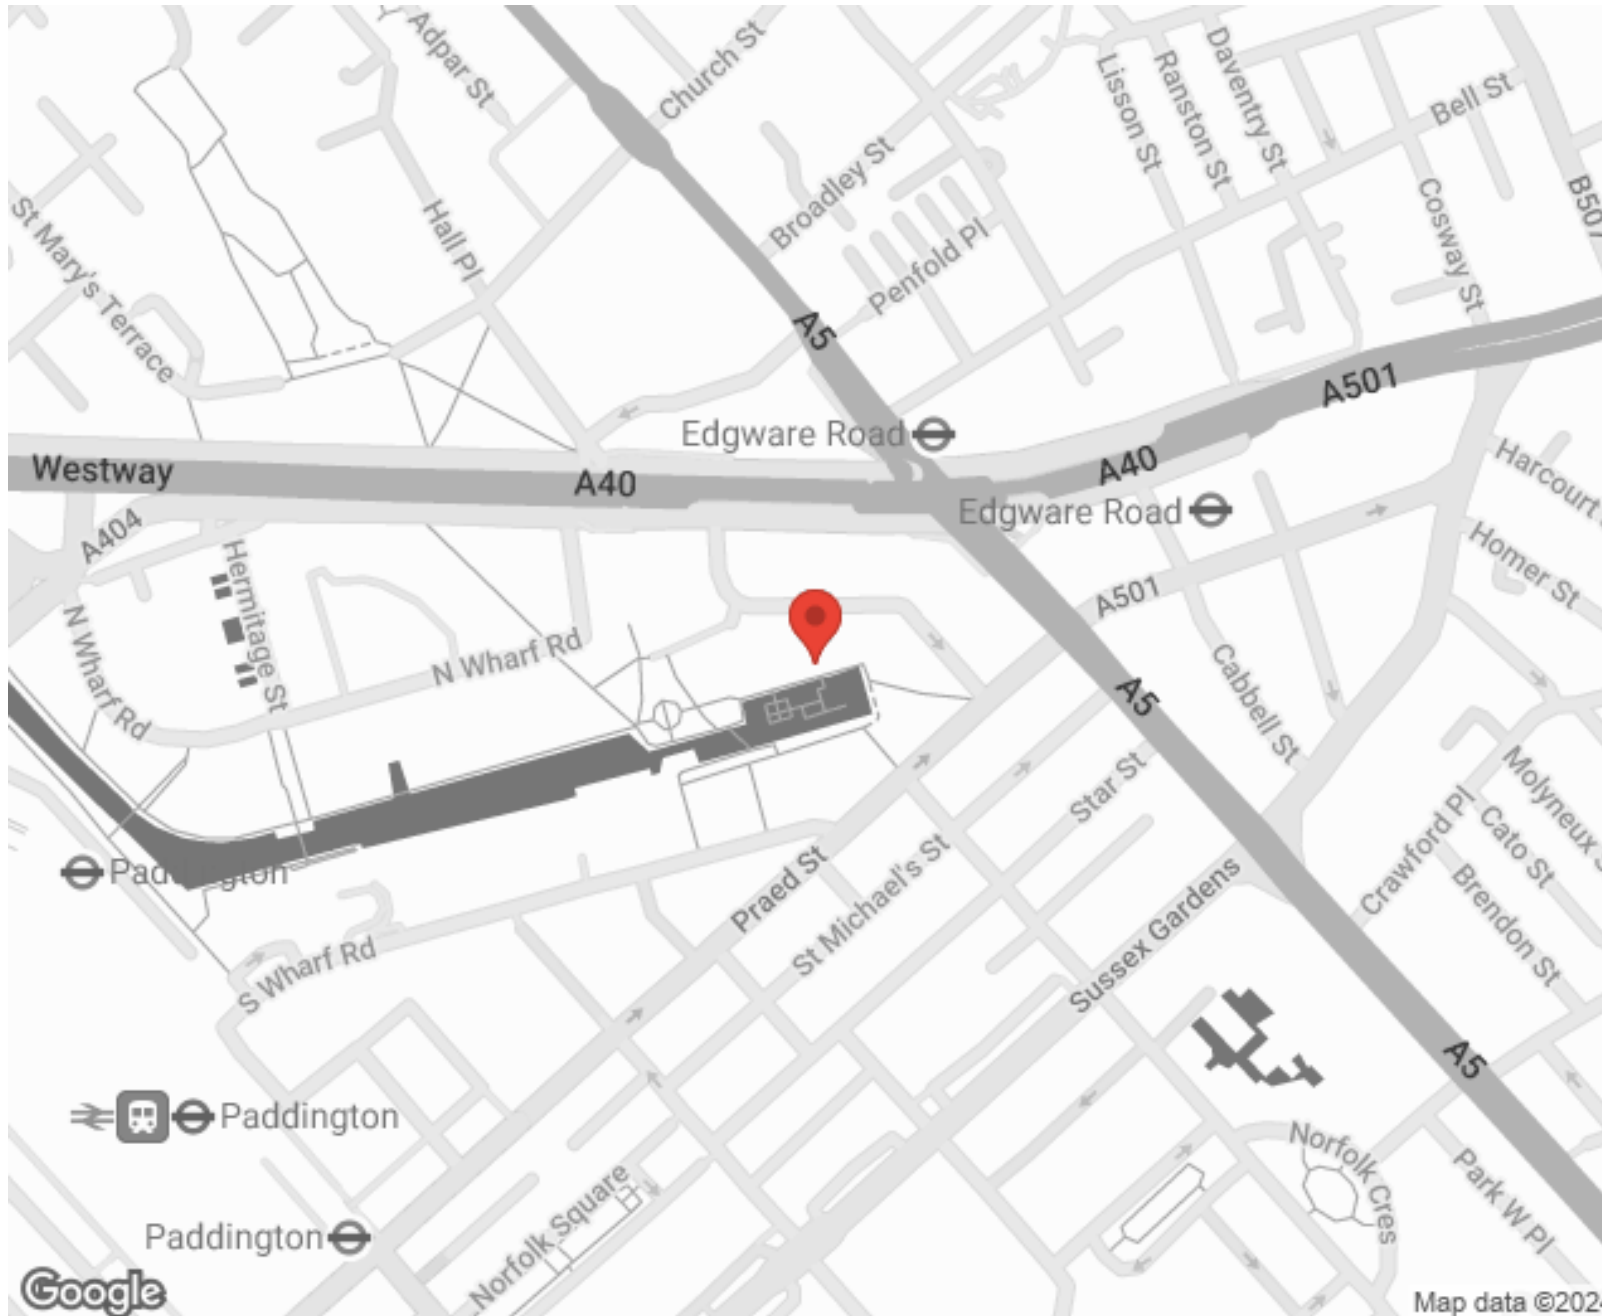 Adpar St
Church St
Lisson St
Ranston St
Daventry St
Bell St
Broadley St
St Mary's Terrace
Hall Pl
Penfold Pl
Cosway St
B507
A5
A501
Edgware Road
Westway
A40
A40
Edgware Road
Harcourt
A404
Hermitage St
Homer St
A501
N Wharf Rd
N Wharf Rd
Cabbell St
A5
Star St
Molyneux S
Cato St
Crawford Pl
Paddington
Praed St
St Michael's St
Brendon St
Sussex Gardens
S Wharf Rd
A5
Paddington
Norfolk Cres
Park W Pl
Norfolk Square
Paddington
Google
Map data ©2024